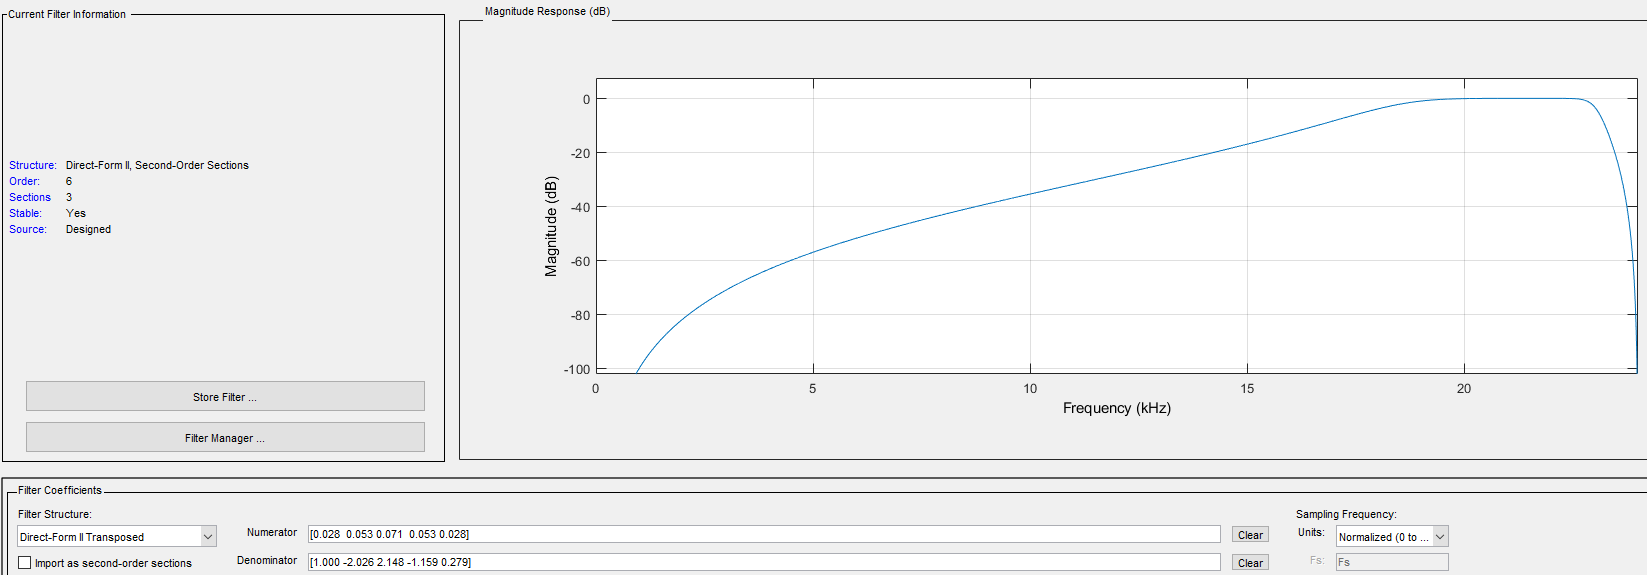 Current Filter Information
Structure: Direct-Form II, Second-Order Sections
Order: 6
Sections 3
Stable: Yes
Source: Designed
Store Filter ...
Filter Manager ...
Magnitude Response (dB)
Magnitude (dB)
0
-20
-40
-60
-80
-100
0 5 10 15 20
Frequency (kHz)
Filter Coefficients
Filter Structure:
Direct-Form II Transposed
Import as second-order sections
Numerator [0.028 0.053 0.071 0.053 0.028] Clear
Denominator [1.000 -2.026 2.148 -1.159 0.279] Clear
Sampling Frequency:
Units: Normalized (0 to ...
Fs: Fs